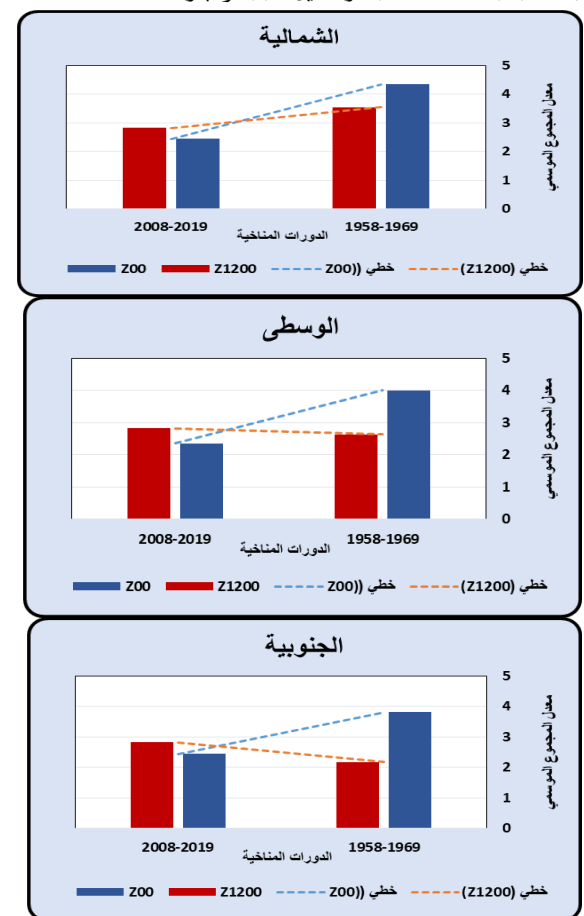 الشمالية
5
4
3
2
1
0
معدل المجموع الموسمي
1958-1969
2008-2019
الدورات المناخية
Z00
Z1200
خطي ((Z00
خطي (Z1200)
الوسطى
5
4
3
2
1
0
معدل المجموع الموسمي
1958-1969
2008-2019
الدورات المناخية
Z00
Z1200
خطي ((Z00
خطي (Z1200)
الجنوبية
5
4
3
2
1
0
معدل المجموع الموسمي
1958-1969
2008-2019
الدورات المناخية
Z00
Z1200
خطي ((Z00
خطي (Z1200)